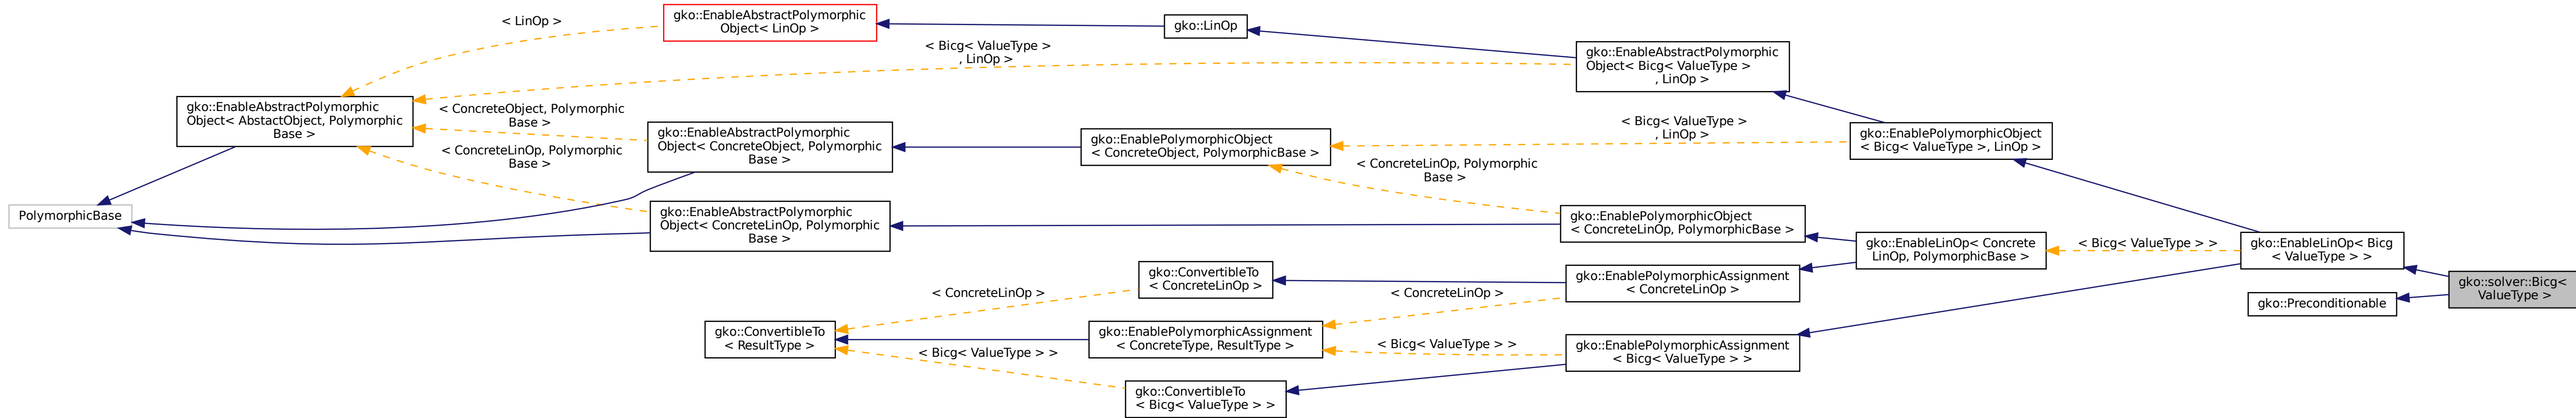 gko::EnableAbstractPolymorphic
Object< LinOp >
< LinOp >
gko::LinOp
< Bicg< ValueType >
, LinOp >
gko::EnableAbstractPolymorphic
Object< Bicg< ValueType >
, LinOp >
gko::EnableAbstractPolymorphic
Object< AbstactObject, Polymorphic
Base >
< ConcreteObject, Polymorphic
Base >
gko::EnableAbstractPolymorphic
Object< ConcreteObject, Polymorphic
Base >
gko::EnablePolymorphicObject
< ConcreteObject, PolymorphicBase >
< Bicg< ValueType >
, LinOp >
gko::EnablePolymorphicObject
< Bicg< ValueType >, LinOp >
< ConcreteLinOp, Polymorphic
Base >
< ConcreteLinOp, Polymorphic
Base >
PolymorphicBase
gko::EnableAbstractPolymorphic
Object< ConcreteLinOp, Polymorphic
Base >
gko::EnablePolymorphicObject
< ConcreteLinOp, PolymorphicBase >
gko::EnableLinOp< Concrete
LinOp, PolymorphicBase >
< Bicg< ValueType > >
gko::EnableLinOp< Bicg
< ValueType > >
gko::solver::Bicg<
ValueType >
gko::ConvertibleTo
< ConcreteLinOp >
gko::EnablePolymorphicAssignment
< ConcreteLinOp >
< ConcreteLinOp >
< ConcreteLinOp >
gko::Preconditionable
gko::ConvertibleTo
< ResultType >
gko::EnablePolymorphicAssignment
< ConcreteType, ResultType >
< Bicg< ValueType > >
< Bicg< ValueType > >
gko::EnablePolymorphicAssignment
< Bicg< ValueType > >
gko::ConvertibleTo
< Bicg< ValueType > >